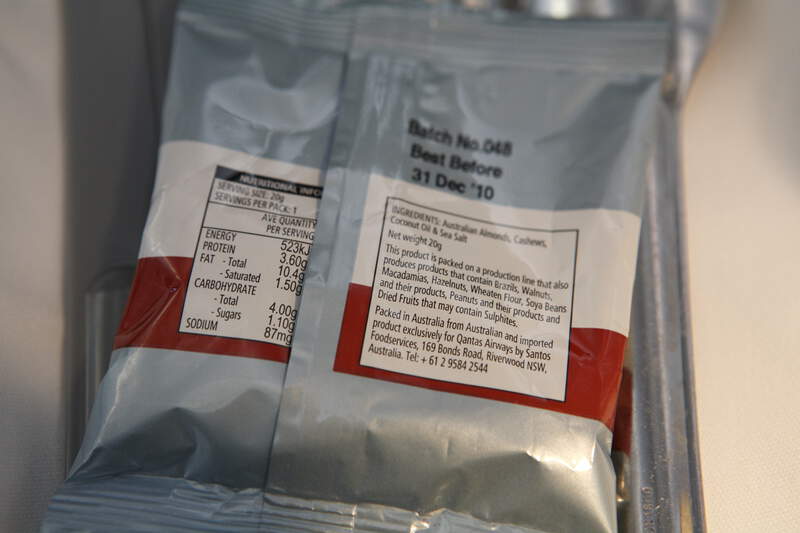 Batch No.048
Best Before
31 Dec '10
NUTRITIONAL INFO
SERVING SIZE: 20g
SERVINGS PER PACK: 1
AVE QUANTITY
PER SERVING
ENERGY 523kJ
PROTEIN 3.60g
FAT - Total 10.4g
- Saturated 1.50g
CARBOHYDRATE
- Total 4.00g
- Sugars 1.10g
SODIUM 87mg
INGREDIENTS: Australian Almonds, Cashews,
Coconut Oil & Sea Salt
Net weight 20g
This product is packed on a production line that also
produces products that contain Brazils, Walnuts,
Macadamias, Hazelnuts, Wheaten Flour, Soya Beans
and their products, Peanuts and their products and
Dried Fruits that may contain Sulphites.
Packed in Australia from Australian and imported
product exclusively for Qantas Airways by Santos
Foodservices, 169 Bonds Road, Riverwood NSW,
Australia. Tel: + 61 2 9584 2544